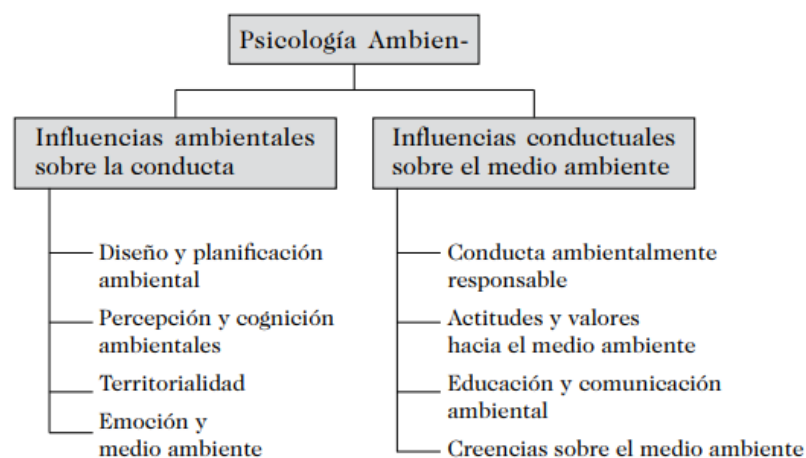 Psicología Ambien-
Influencias ambientales
sobre la conducta
Diseño y planificación
ambiental
Percepción y cognición
ambientales
Territorialidad
Emoción y
medio ambiente
Influencias conductuales
sobre el medio ambiente
Conducta ambientalmente
responsable
Actitudes y valores
hacia el medio ambiente
Educación y comunicación
ambiental
Creencias sobre el medio ambiente